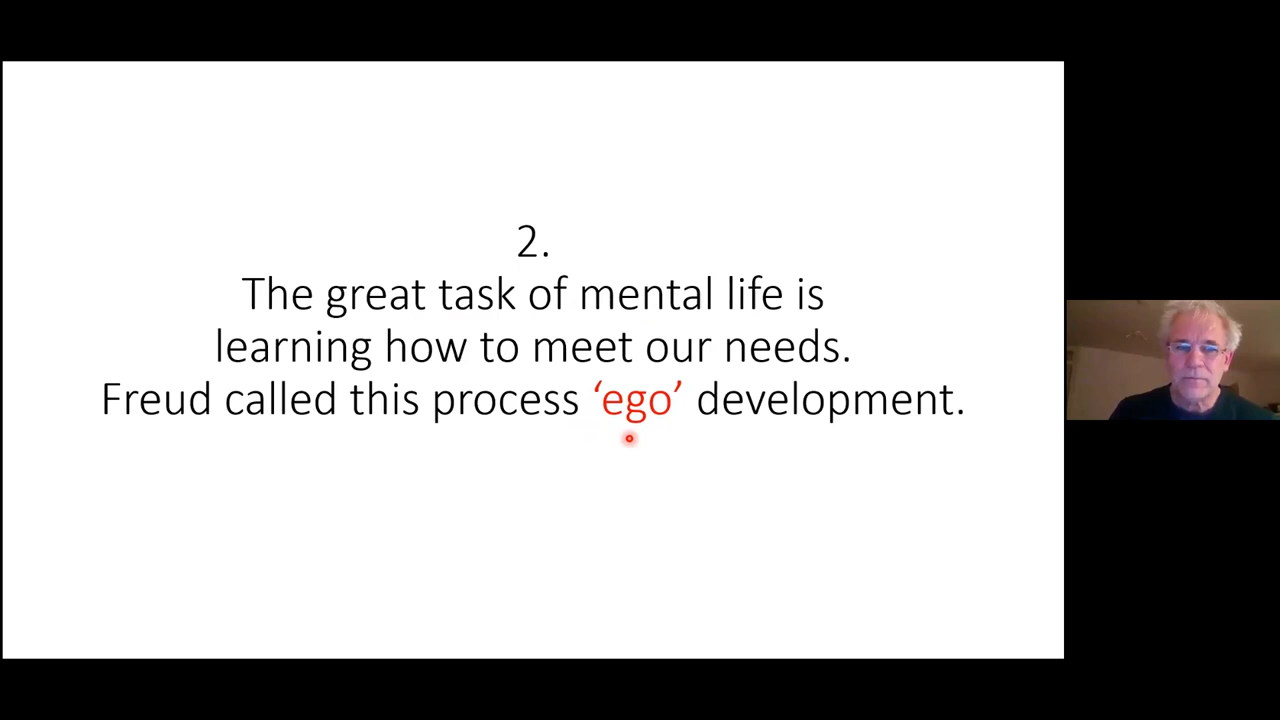 2.
The great task of mental life is
learning how to meet our needs.
Freud called this process ‘ego’ development.